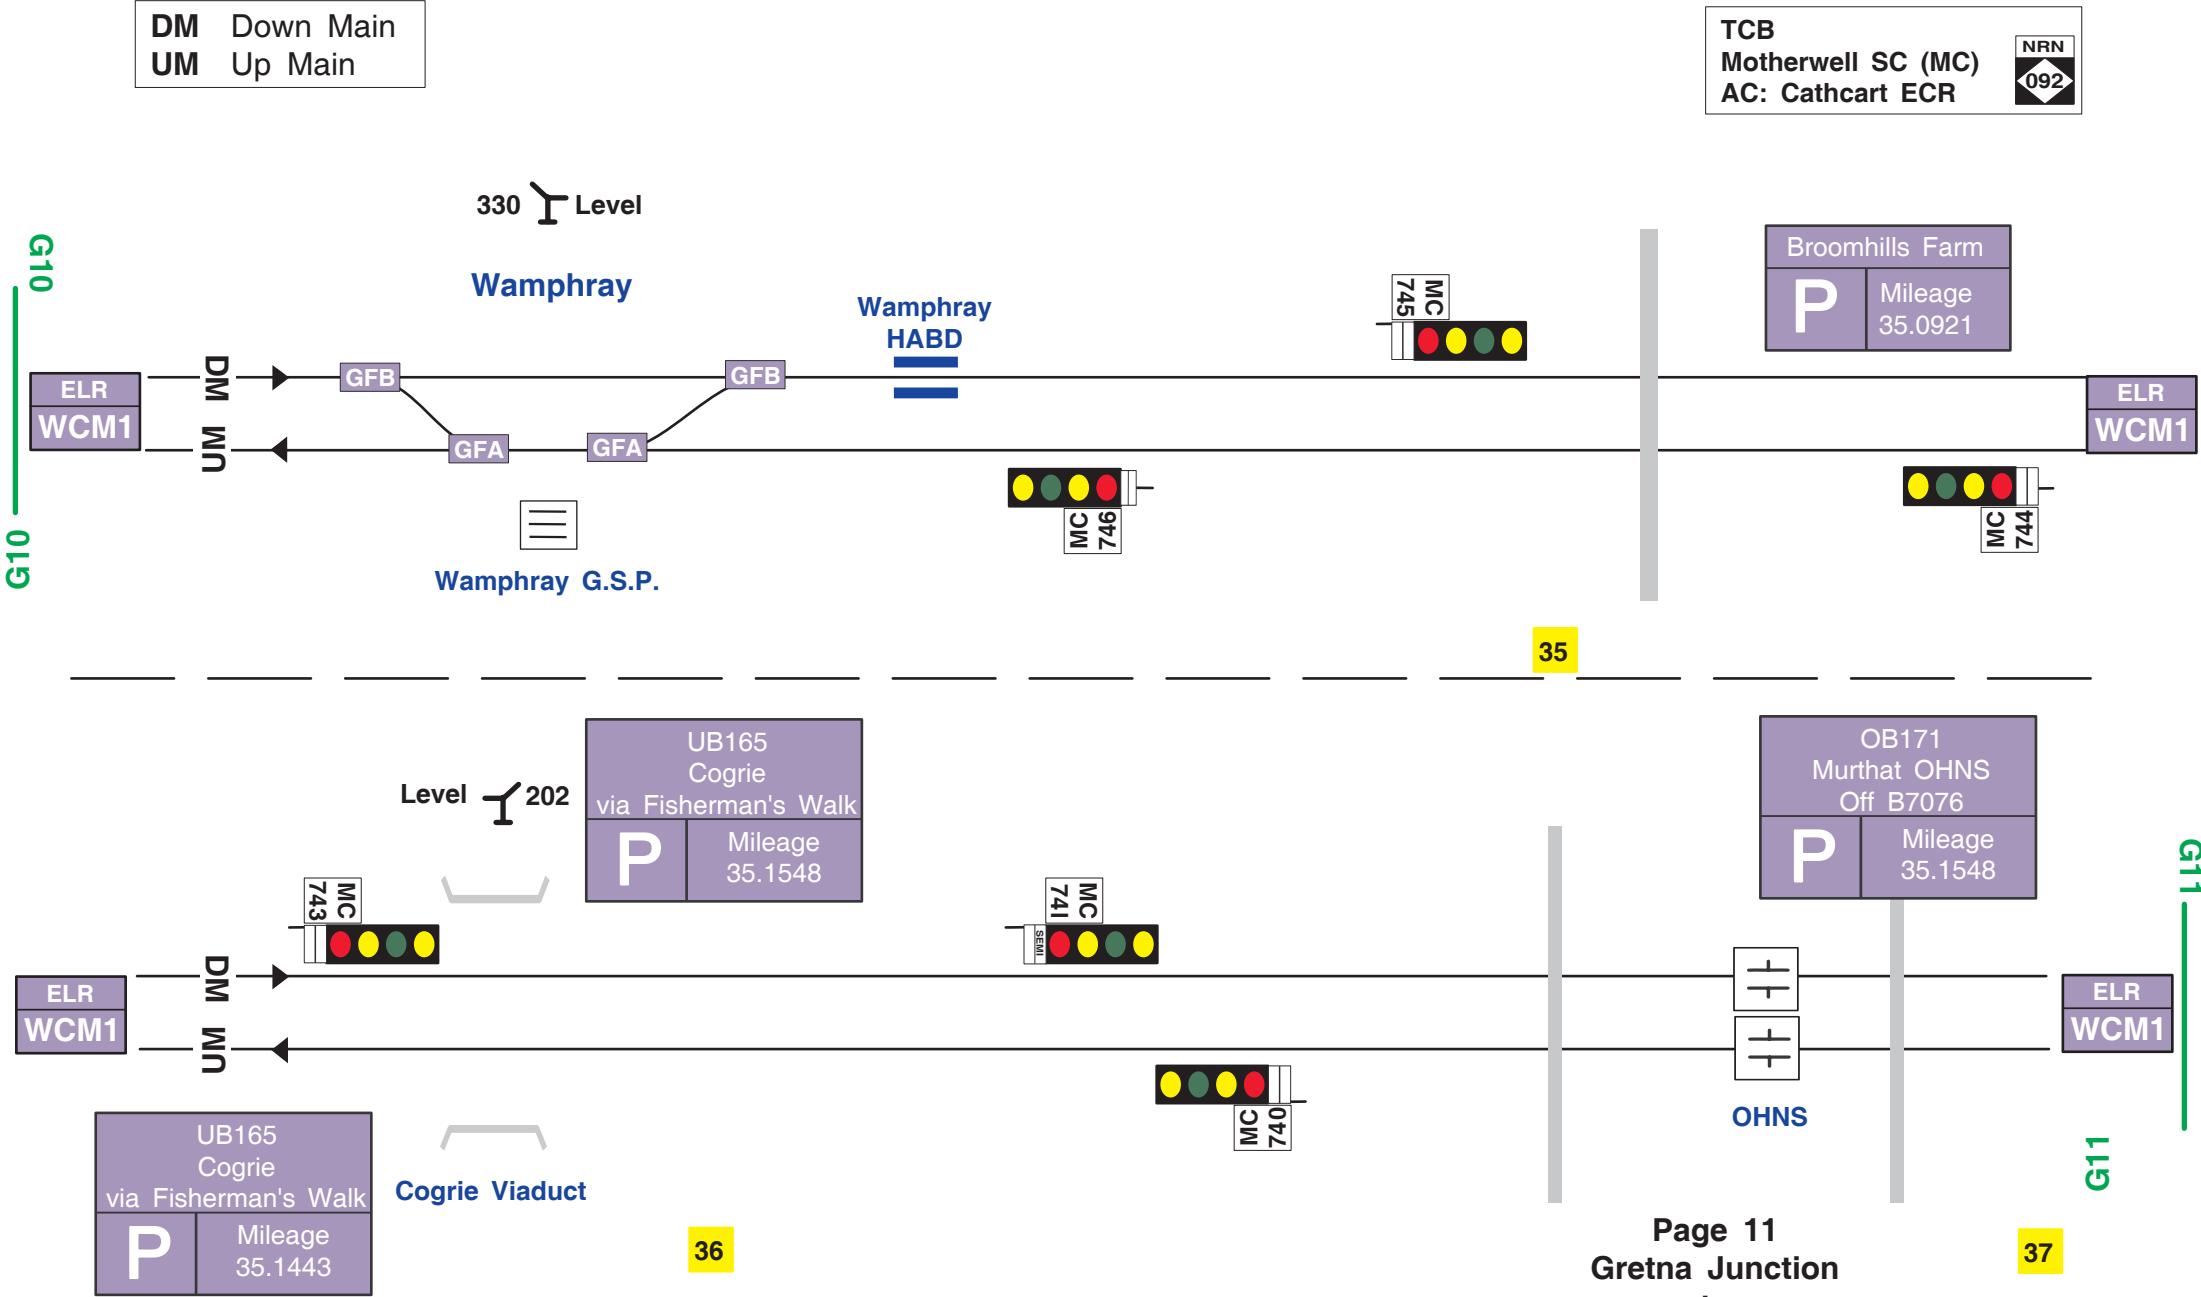 DM Down Main
UM Up Main
TCB
Motherwell SC (MC)
AC: Cathcart ECR
NRN
092
330 Level
G10
Wamphray
Wamphray
HABD
MC
745
Broomhills Farm
P
Mileage
35.0921
ELR
WCM1
DM
GFB
GFB
ELR
WCM1
UM
GFA
GFA
MC
746
MC
744
G10
Wamphray G.S.P.
35
UB165
Cogrie
via Fisherman's Walk
P
Mileage
35.1548
OB171
Murthat OHNS
Off B7076
P
Mileage
35.1548
Level 202
G11
MC
743
MC
741
SEMI
ELR
WCM1
DM
UM
ELR
WCM1
MC
740
OHNS
G11
UB165
Cogrie
via Fisherman's Walk
P
Mileage
35.1443
Cogrie Viaduct
36
Page 11
Gretna Junction
37